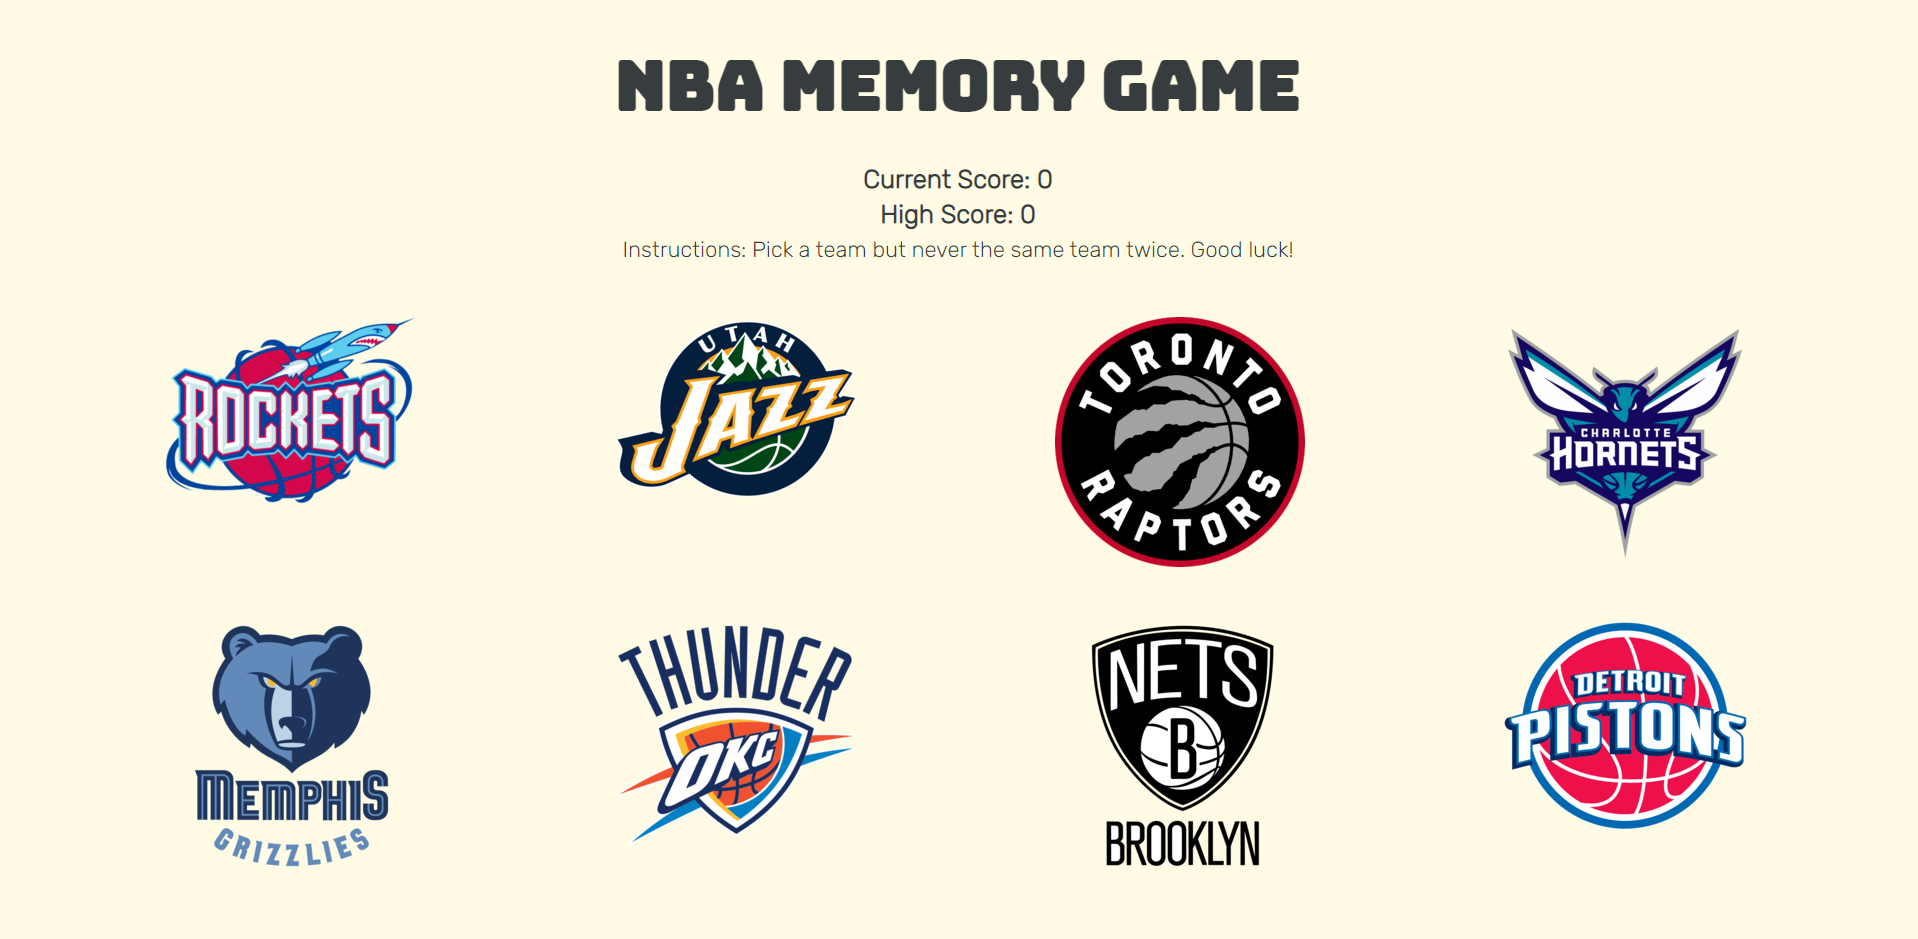 NBA MEMORY GAME
Current Score: 0
High Score: 0
Instructions: Pick a team but never the same team twice. Good luck!
ROCKETS
UTAH
JAZZ
TORONTO
RAPTORS
CHARLOTTE
HORNETS
MEMPHIS
GRIZZLIES
THUNDER
OKC
NETS
B
BROOKLYN
DETROIT
PISTONS